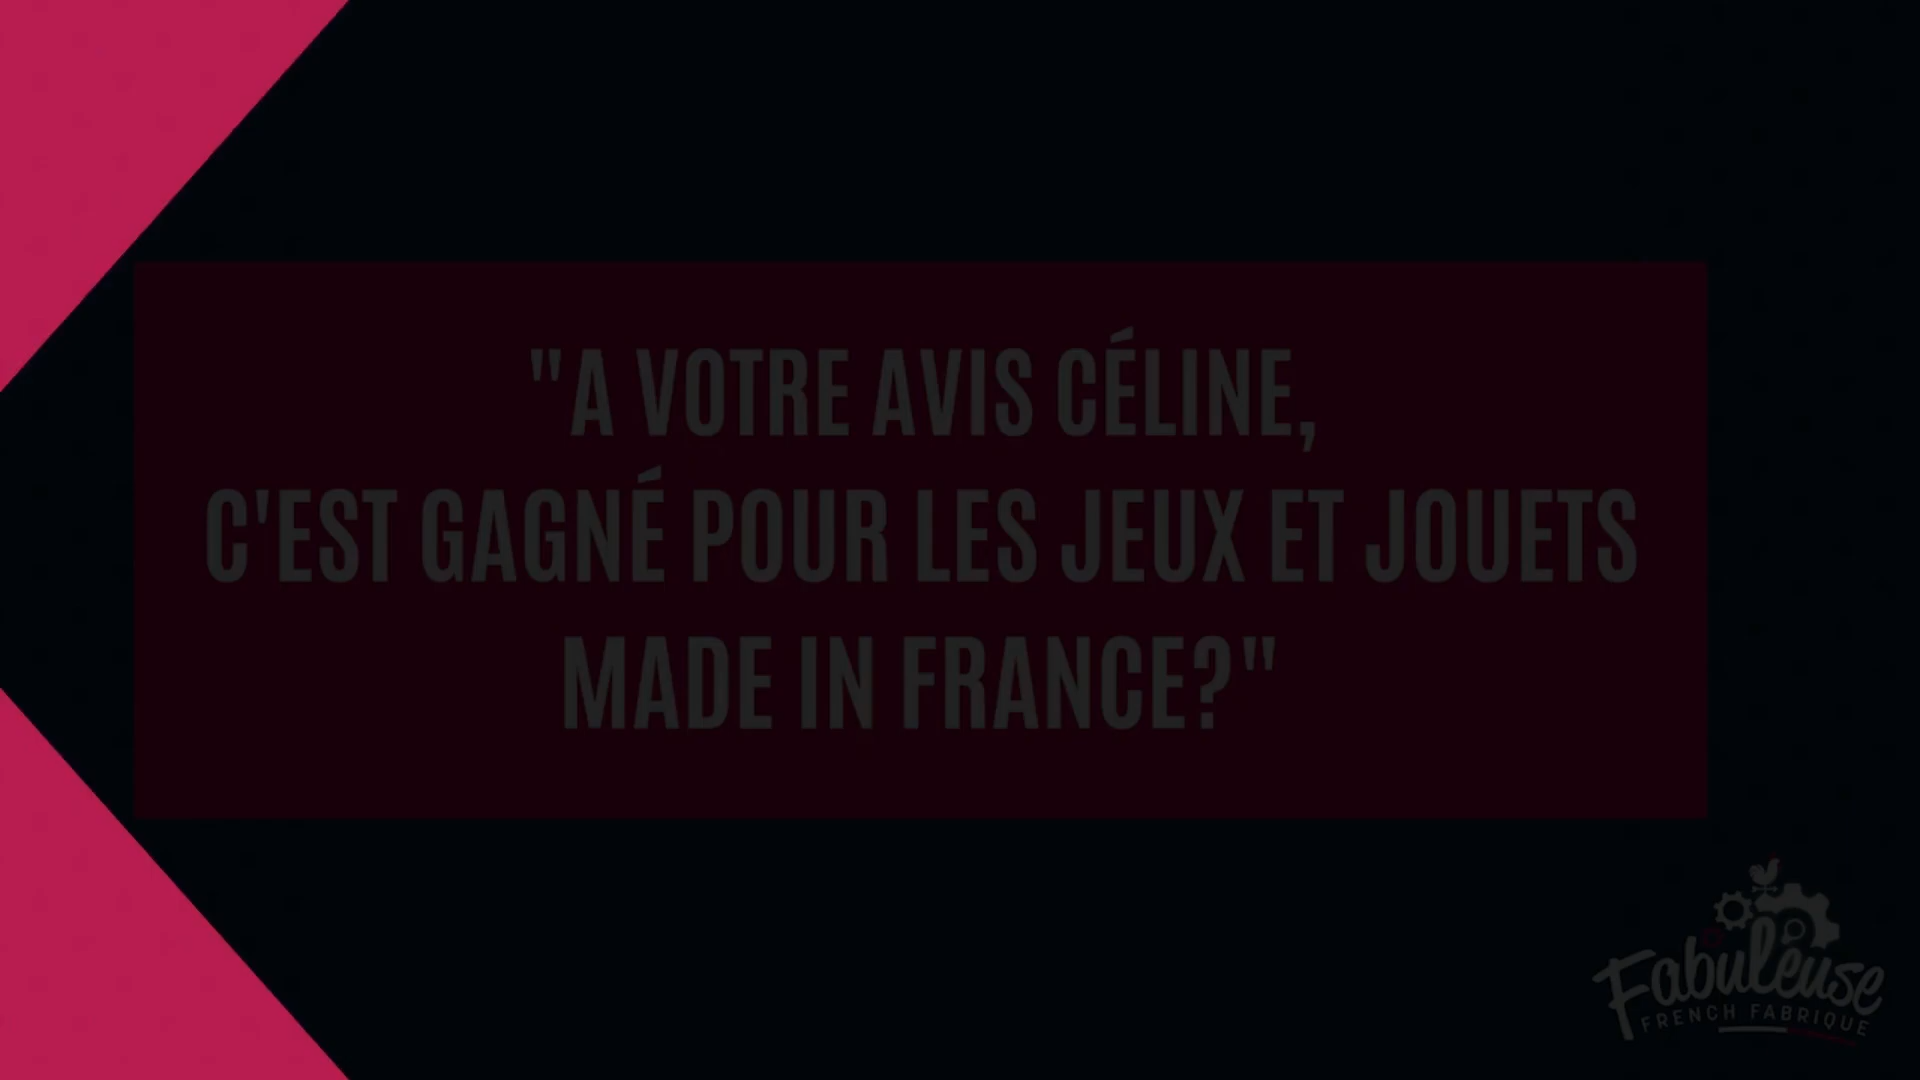 "A VOTRE AVIS CÉLINE,
C'EST GAGNÉ POUR LES JEUX ET JOUETS
MADE IN FRANCE?"
Fabuleuse
FRENCH FABRIQUE